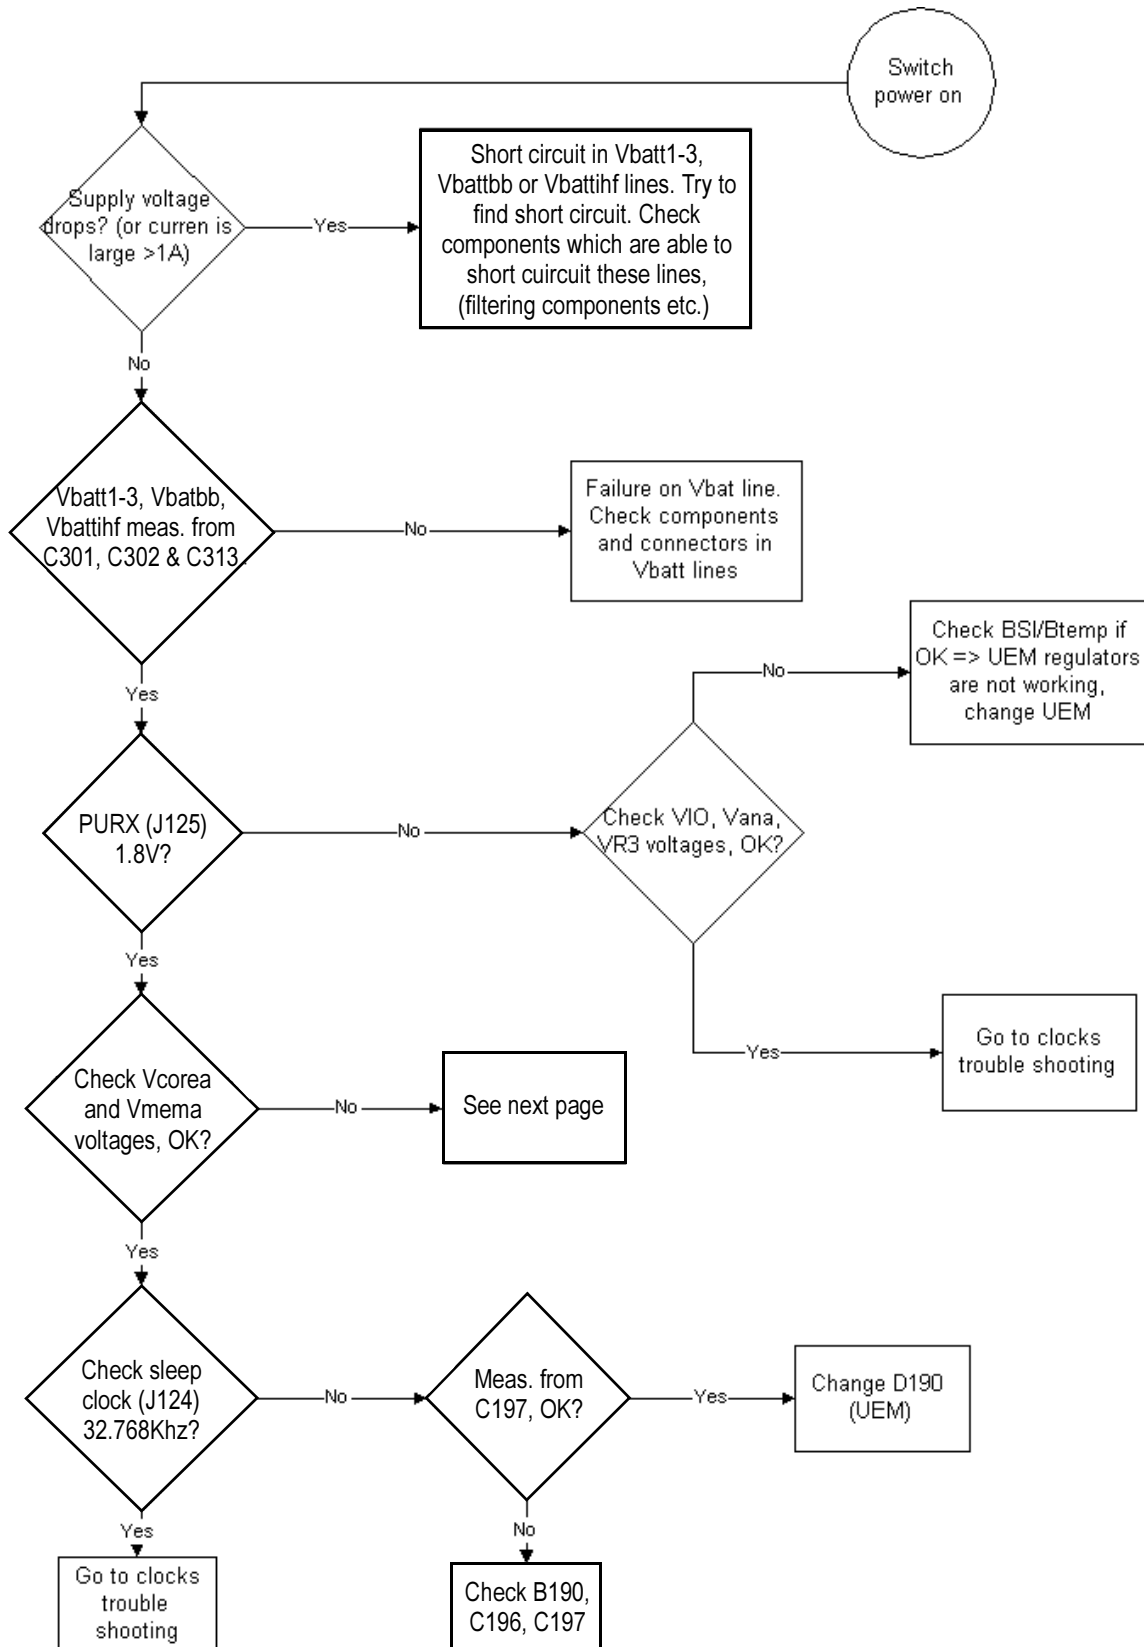 Switch
power on
Supply voltage
drops? (or curren is
large >1A)
Yes
Short circuit in Vbatt1-3,
Vbattbb or Vbattihf lines. Try to
find short circuit. Check
components which are able to
short cuircuit these lines,
(filtering components etc.)
No
Vbatt1-3, Vbatbb,
Vbattihf meas. from
C301, C302 & C313
No
Failure on Vbat line.
Check components
and connectors in
Vbatt lines
Yes
PURX (J125)
1.8V?
No
Check VIO, Vana,
VR3 voltages, OK?
No
Check BSI/Btemp if
OK => UEM regulators
are not working,
change UEM
Yes
Go to clocks
trouble shooting
Yes
Check Vcorea
and Vmema
voltages, OK?
No
See next page
Yes
Check sleep
clock (J124)
32.768Khz?
No
Meas. from
C197, OK?
Yes
Change D190
(UEM)
No
Check B190,
C196, C197
Yes
Go to clocks
trouble
shooting